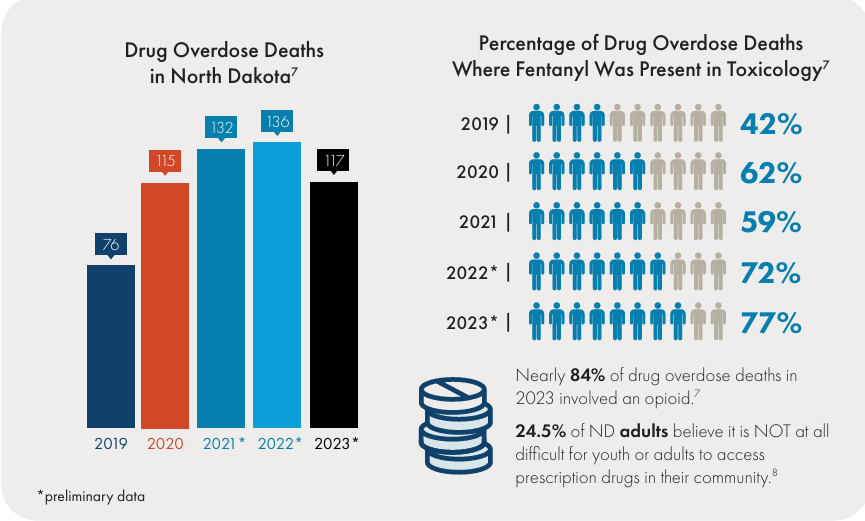 Drug Overdose Deaths
in North Dakota7
76
115
132
136
117
2019
2020
2021*
2022*
2023*
*preliminary data
Percentage of Drug Overdose Deaths
Where Fentanyl Was Present in Toxicology7
2019 | 42%
2020 | 62%
2021 | 59%
2022* | 72%
2023* | 77%
Nearly 84% of drug overdose deaths in
2023 involved an opioid.7
24.5% of ND adults believe it is NOT at all
difficult for youth or adults to access
prescription drugs in their community.8